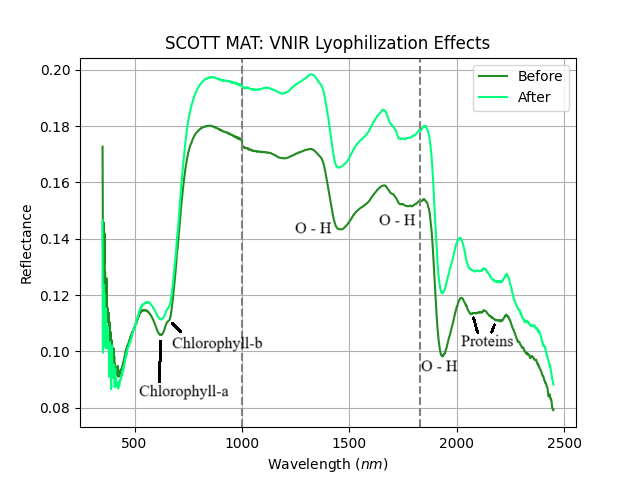 SCOTT MAT: VNIR Lyophilization Effects
Before
After
0.20
0.18
0.16
0.14
0.12
0.10
0.08
Reflectance
O - H
O - H
Chlorophyll-b
Proteins
O - H
Chlorophyll-a
500
1000
1500
2000
2500
Wavelength (nm)